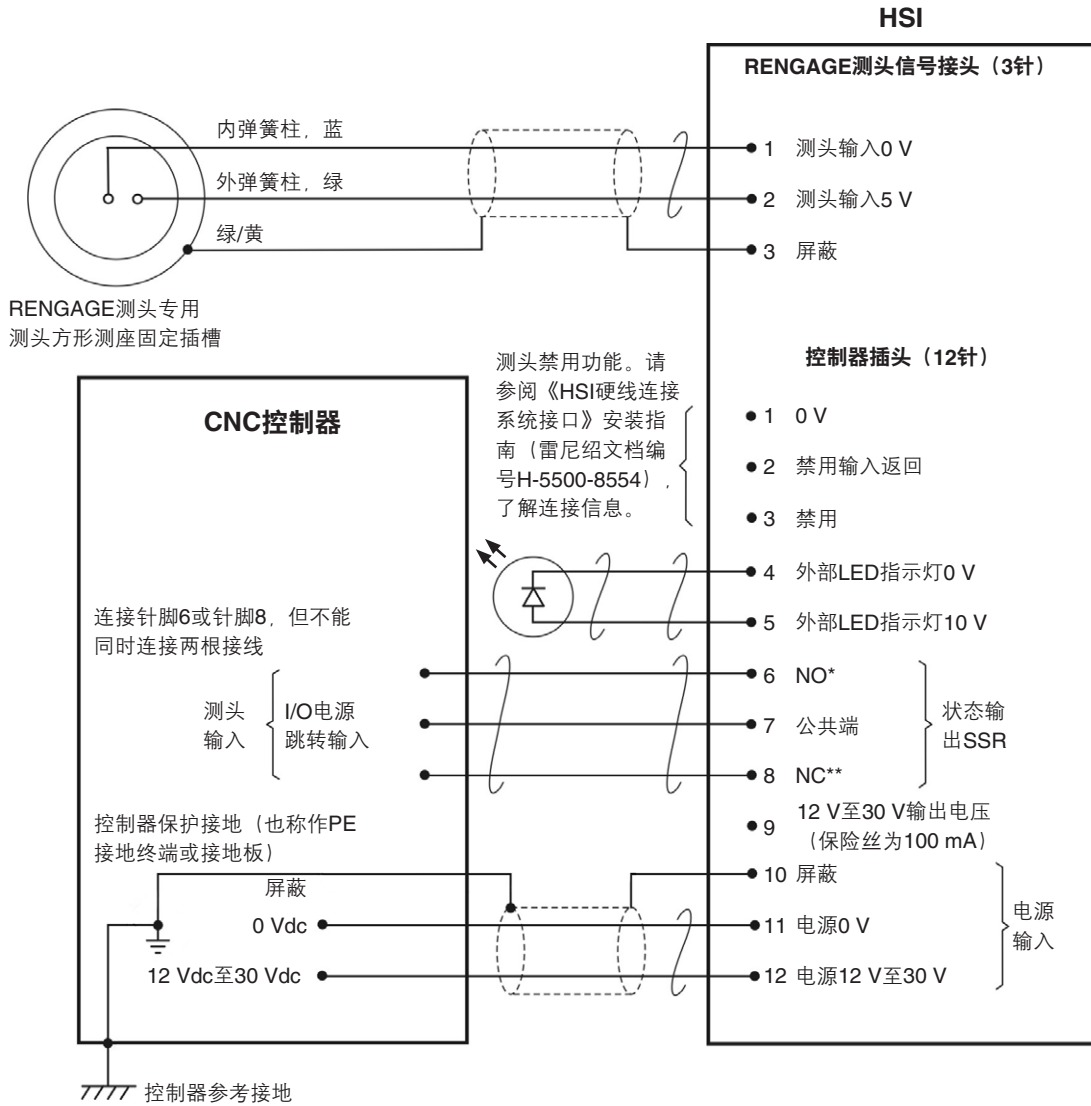 HSI
RENGAGE测头信号接头（3针）
内弹簧柱，蓝
外弹簧柱，绿
绿/黄
1 测头输入0 V
2 测头输入5 V
3 屏蔽
RENGAGE测头专用
测头方形测座固定插槽
控制器插头（12针）
测头禁用功能。请
参阅《HSI硬线连接
系统接口》安装指
南（雷尼绍文档编
号H-5500-8554），
了解连接信息。
1 0 V
2 禁用输入返回
3 禁用
4 外部LED指示灯0 V
5 外部LED指示灯10 V
6 NO*
7 公共端
8 NC**
状态输
出SSR
9 12 V至30 V输出电压
（保险丝为100 mA）
10 屏蔽
11 电源0 V
12 电源12 V至30 V
电源
输入
CNC控制器
连接针脚6或针脚8，但不能
同时连接两根接线
测头
输入
I/O电源
跳转输入
控制器保护接地（也称作PE
接地终端或接地板）
屏蔽
0 Vdc
12 Vdc至30 Vdc
控制器参考接地